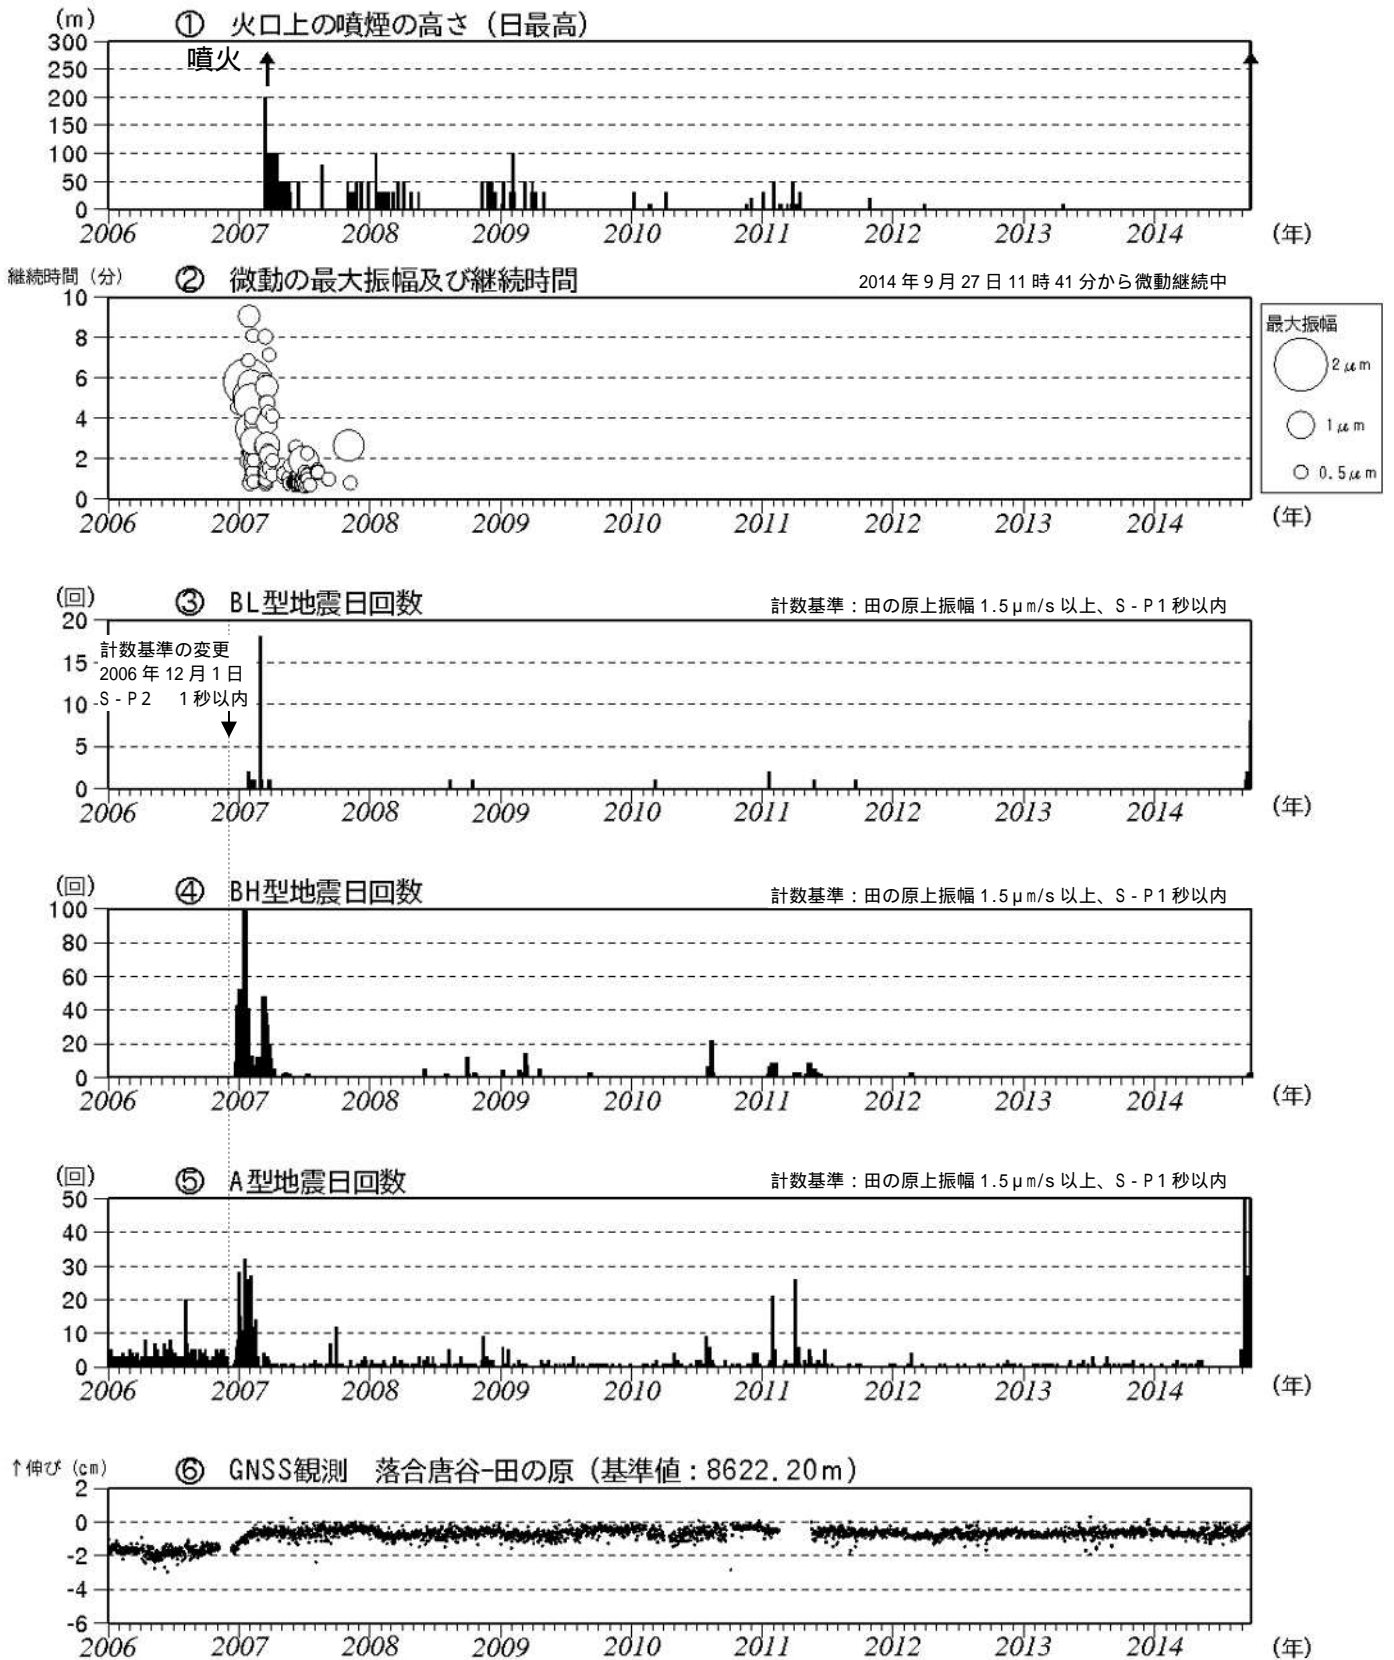 (m) ① 火口上の噴煙の高さ（日最高）
噴火
300
250
200
150
100
50
0
2006 2007 2008 2009 2010 2011 2012 2013 2014 (年)
継続時間（分） ② 微動の最大振幅及び継続時間 2014年9月27日11時41分から微動継続中
10
8
6
4
2
0
2006 2007 2008 2009 2010 2011 2012 2013 2014 (年)
最大振幅
2μm
1μm
0.5μm
(回) ③ BL型地震日回数 計数基準：田の原上振幅1.5μm/s以上、S-P1秒以内
計数基準の変更
2006年12月1日
S-P2 1秒以内
20
15
10
5
0
2006 2007 2008 2009 2010 2011 2012 2013 2014 (年)
(回) ④ BH型地震日回数 計数基準：田の原上振幅1.5μm/s以上、S-P1秒以内
100
80
60
40
20
0
2006 2007 2008 2009 2010 2011 2012 2013 2014 (年)
(回) ⑤ A型地震日回数 計数基準：田の原上振幅1.5μm/s以上、S-P1秒以内
50
40
30
20
10
0
2006 2007 2008 2009 2010 2011 2012 2013 2014 (年)
↑伸び（cm） ⑥ GNSS観測 落合唐谷-田の原（基準値：8622.20m）
2
0
-2
-4
-6
2006 2007 2008 2009 2010 2011 2012 2013 2014 (年)